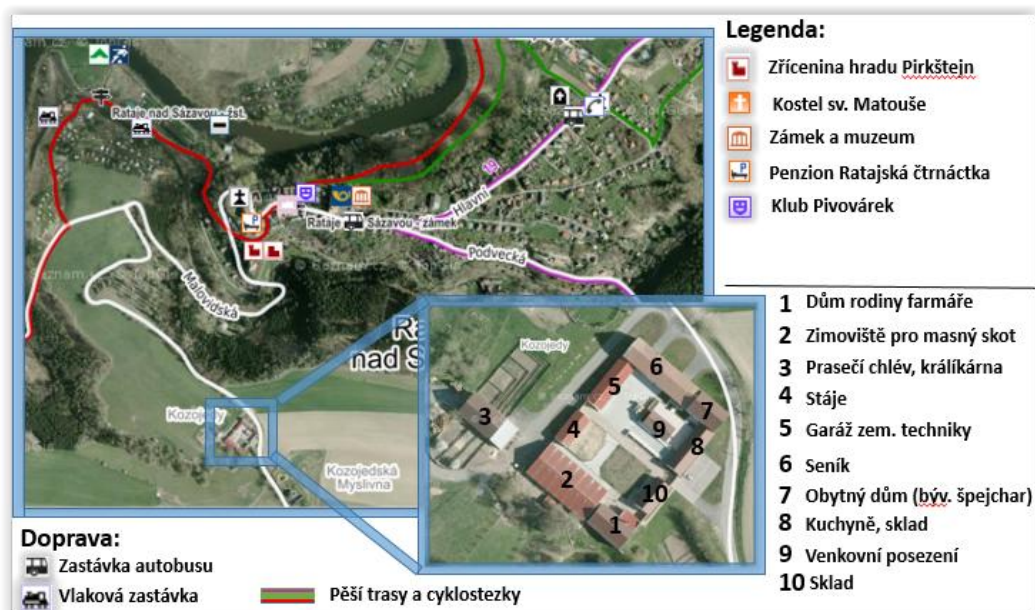 Legenda:
Zřícenina hradu Pirkštejn
Kostel sv. Matouše
Zámek a muzeum
Penzion Ratajská čtrnáctka
Klub Pivovárek
Rataje nad Sázavou - žst.
19
Hlavní
Rataje
Sázavou - zámek
Podvecká
Malovidská
nad S
Kozojedy
Kozojedská
Myslivna
Kozojedy
1
2
3
4
5
6
7
8
9
10
1 Dům rodiny farmáře
2 Zimoviště pro masný skot
3 Prasečí chlév, králíkárna
4 Stáje
5 Garáž zem. techniky
6 Seník
7 Obytný dům (býv. špejchar)
8 Kuchyně, sklad
9 Venkovní posezení
10 Sklad
Doprava:
Zastávka autobusu
Vlaková zastávka
Pěší trasy a cyklostezky